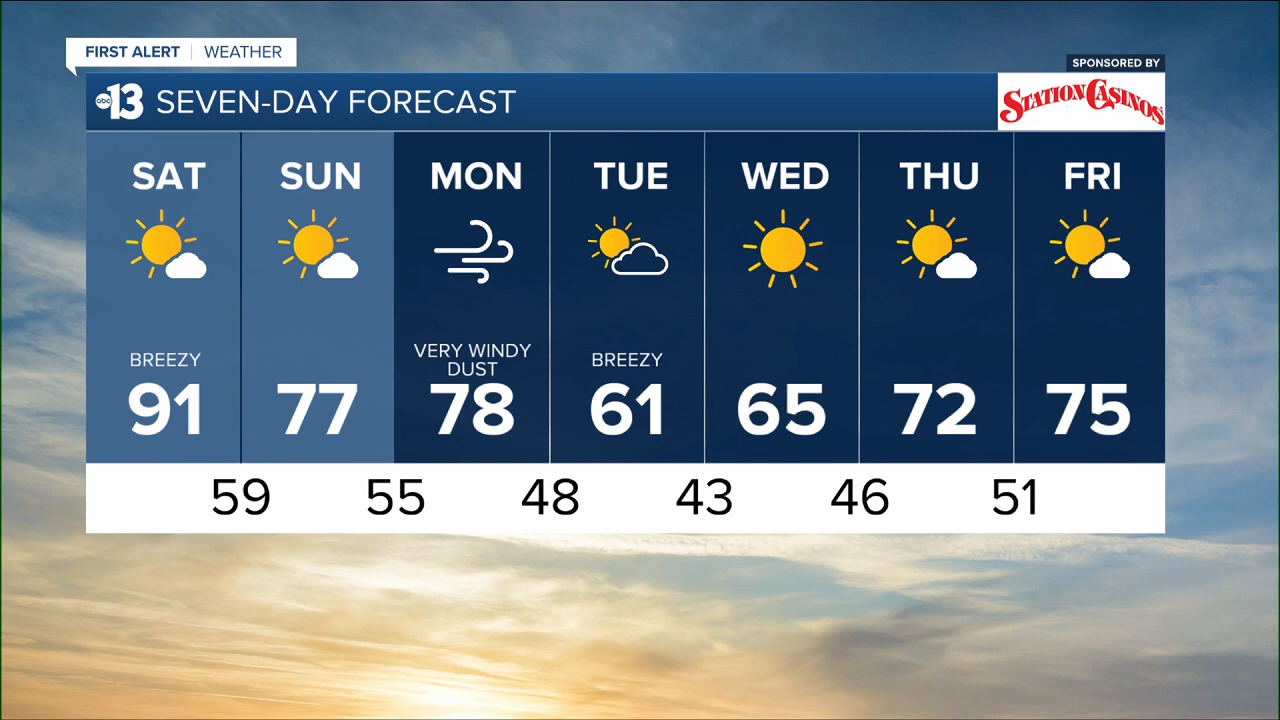 FIRST ALERT WEATHER
SPONSORED BY
abc 13 SEVEN-DAY FORECAST
STATION CASINOS
SAT SUN MON TUE WED THU FRI
BREEZY VERY WINDY DUST BREEZY
91 77 78 61 65 72 75
59 55 48 43 46 51